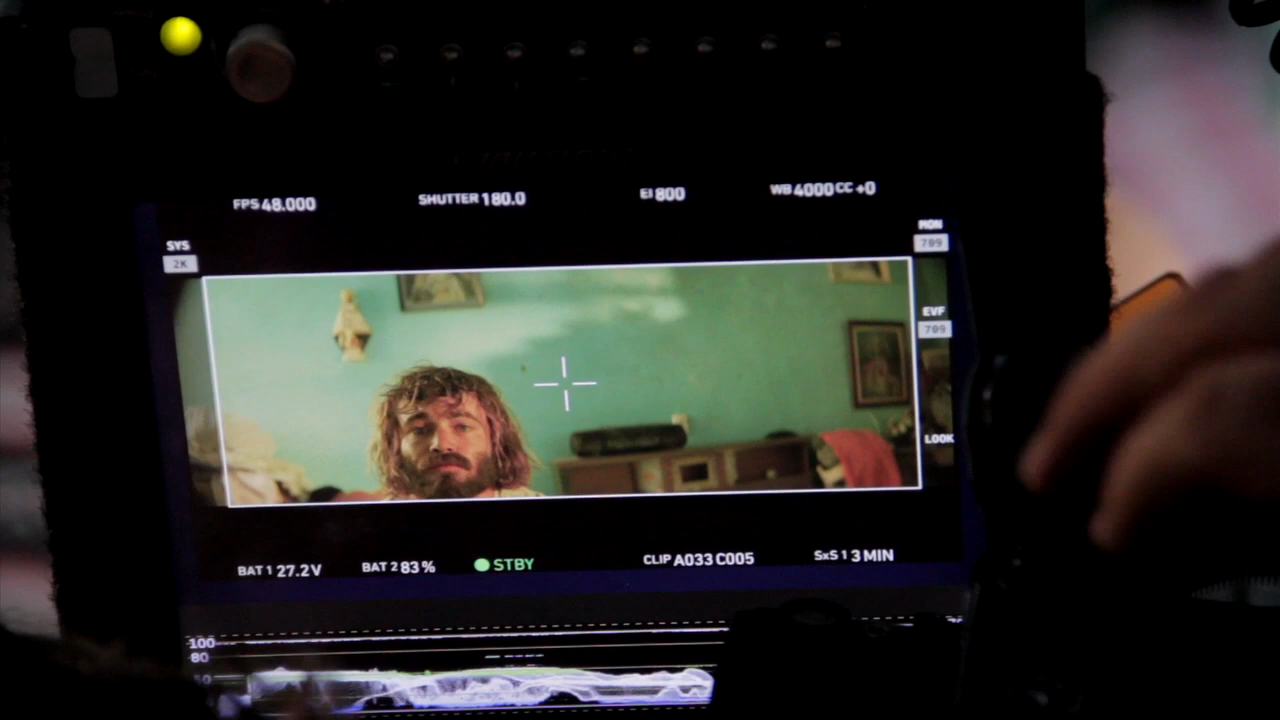 FPS 48.000 SHUTTER 180.0 EI 800 WB 4000 CC +0
SYS
2K
MON
709
EVF
709
LOOK
BAT 1 27.2V BAT 2 83% STBY CLIP A033 C005 SxS 1 3 MIN
100
80